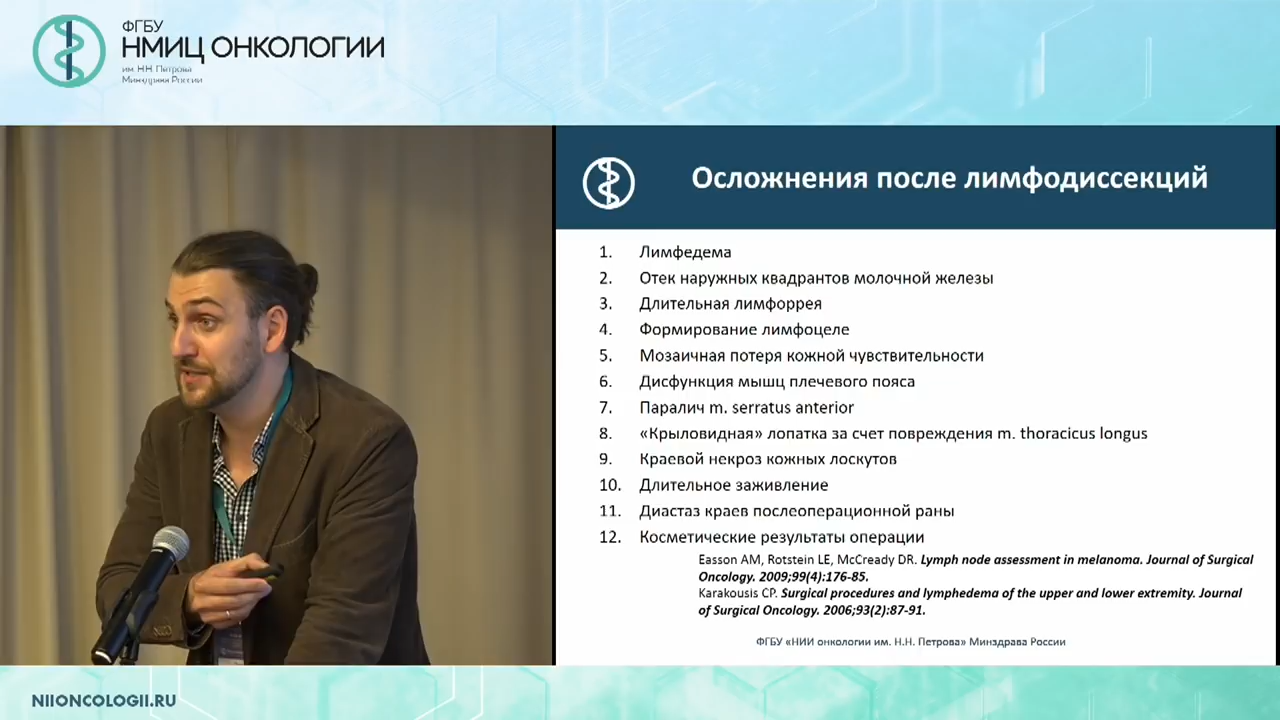 ФГБУ
НМИЦ ОНКОЛОГИИ
им. Н.Н. Петрова
Минздрава России
Осложнения после лимфодиссекций
1. Лимфедема
2. Отек наружных квадрантов молочной железы
3. Длительная лимфоррея
4. Формирование лимфоцеле
5. Мозаичная потеря кожной чувствительности
6. Дисфункция мышц плечевого пояса
7. Паралич m. serratus anterior
8. «Крыловидная» лопатка за счет повреждения m. thoracicus longus
9. Краевой некроз кожных лоскутов
10. Длительное заживление
11. Диастаз краев послеоперационной раны
12. Косметические результаты операции
Easson AM, Rotstein LE, McCready DR. Lymph node assessment in melanoma. Journal of Surgical
Oncology. 2009;99(4):176-85.
Karakousis CP. Surgical procedures and lymphedema of the upper and lower extremity. Journal
of Surgical Oncology. 2006;93(2):87-91.
ФГБУ «НИИ онкологии им. Н.Н. Петрова» Минздрава России
NIIONCOLOGII.RU